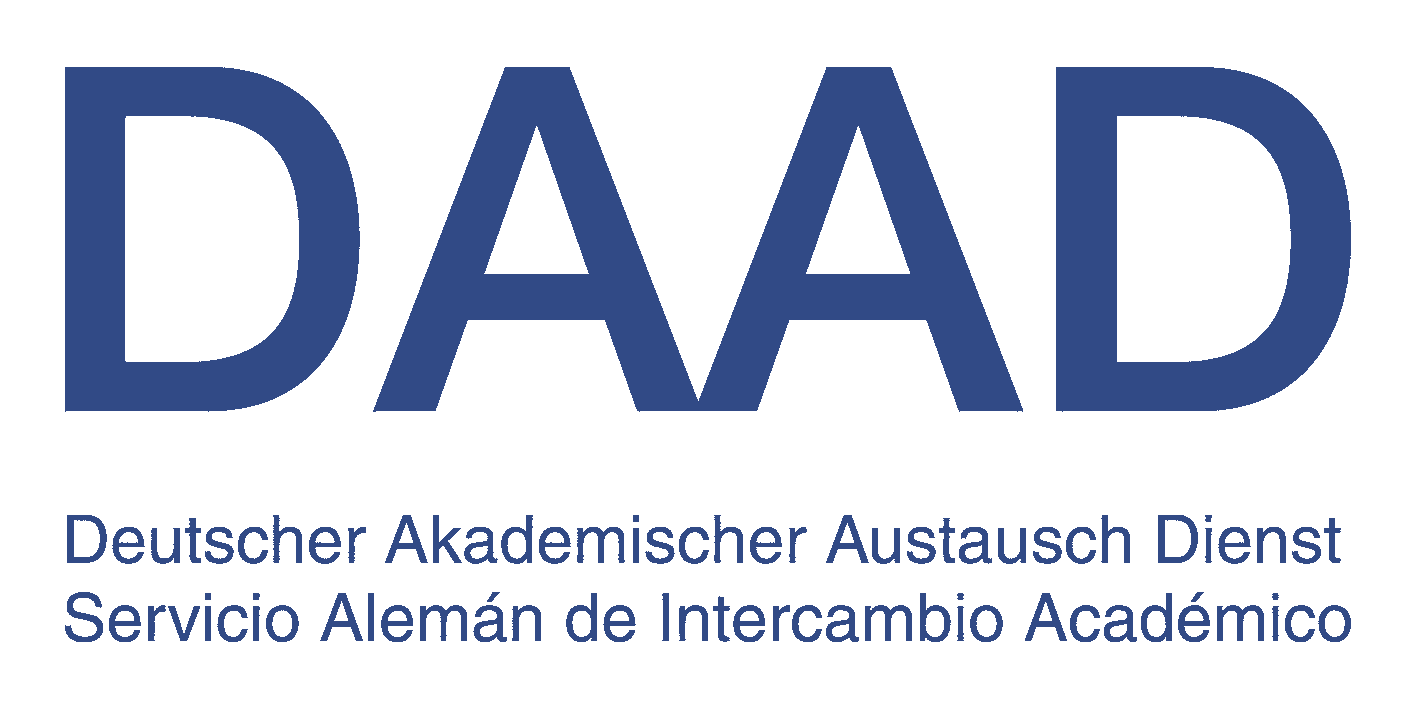 DAAD
Deutscher Akademischer Austausch Dienst
Servicio Alemán de Intercambio Académico